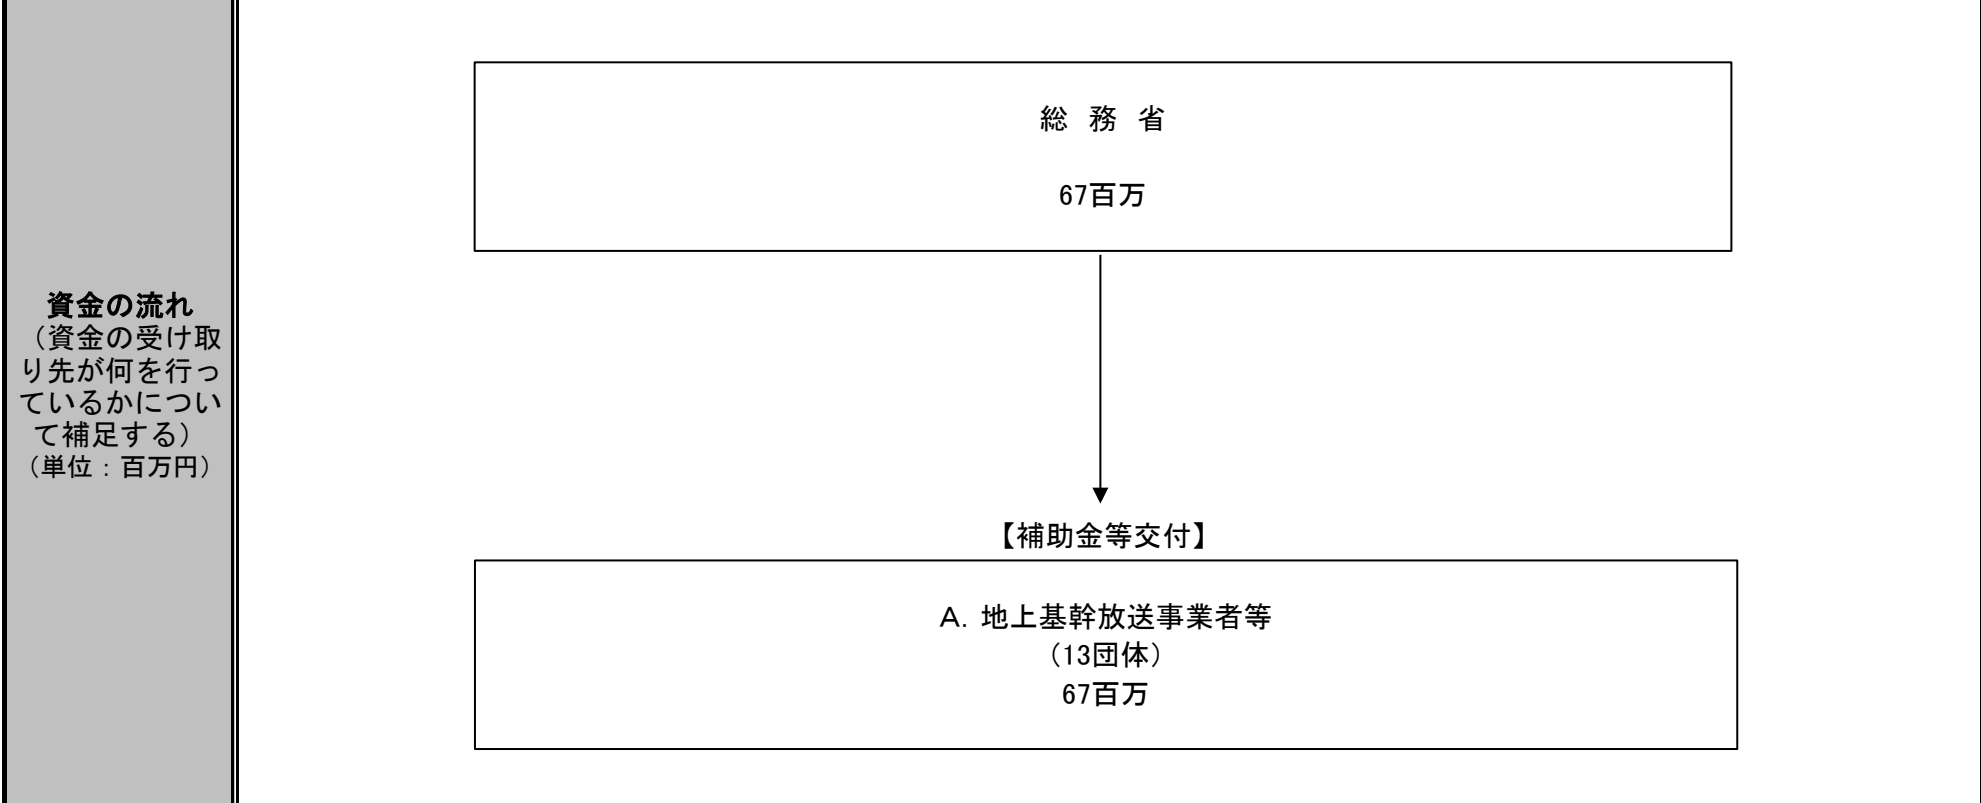 資金の流れ
（資金の受け取
り先が何を行っ
ているかについ
て補足する）
（単位：百万円）
総　務　省
67百万
【補助金等交付】
A．地上基幹放送事業者等
（13団体）
67百万